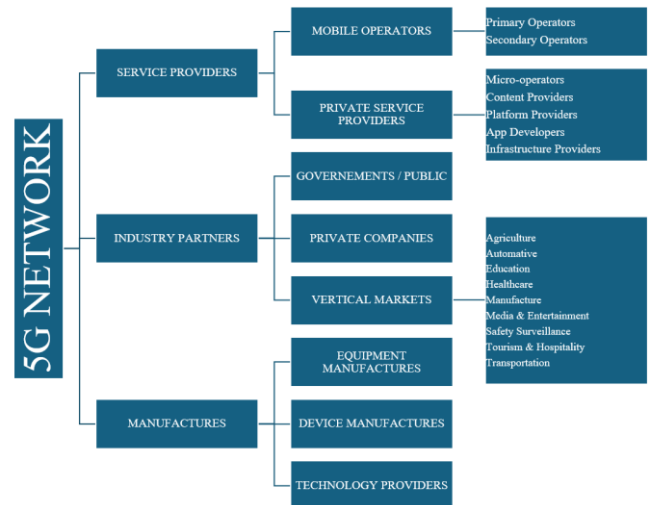 5G NETWORK
SERVICE PROVIDERS
MOBILE OPERATORS
Primary Operators
Secondary Operators
PRIVATE SERVICE
PROVIDERS
Micro-operators
Content Providers
Platform Providers
App Developers
Infrastructure Providers
INDUSTRY PARTNERS
GOVERNEMENTS / PUBLIC
PRIVATE COMPANIES
VERTICAL MARKETS
Agriculture
Automative
Education
Healthcare
Manufacture
Media & Entertainment
Safety Surveillance
Tourism & Hospitality
Transportation
MANUFACTURES
EQUIPMENT
MANUFACTURES
DEVICE MANUFACTURES
TECHNOLOGY PROVIDERS